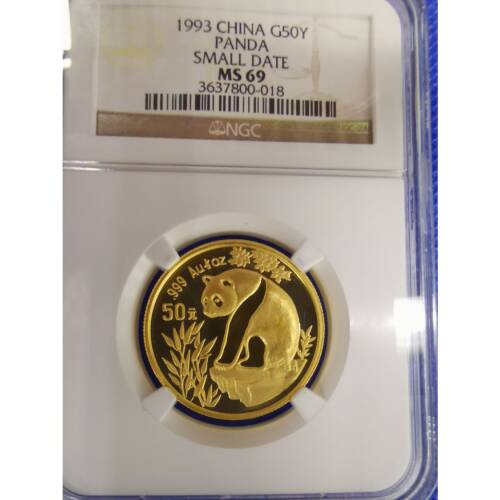 1993 CHINA G50Y
PANDA
SMALL DATE
MS 69
3637800-018
NGC
.999 Au ½oz
50元